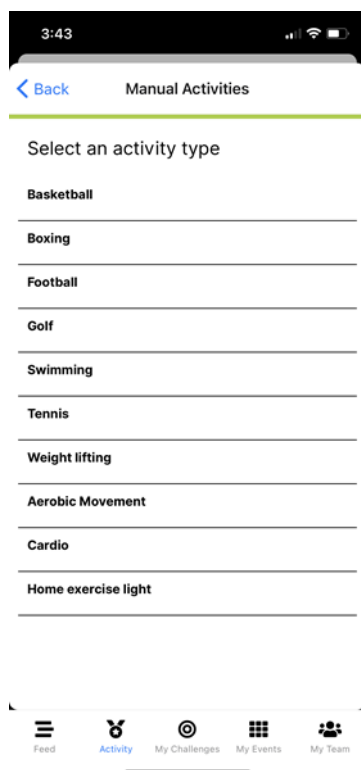 3:43
Back Manual Activities
Select an activity type
Basketball
Boxing
Football
Golf
Swimming
Tennis
Weight lifting
Aerobic Movement
Cardio
Home exercise light
Feed Activity My Challenges My Events My Team